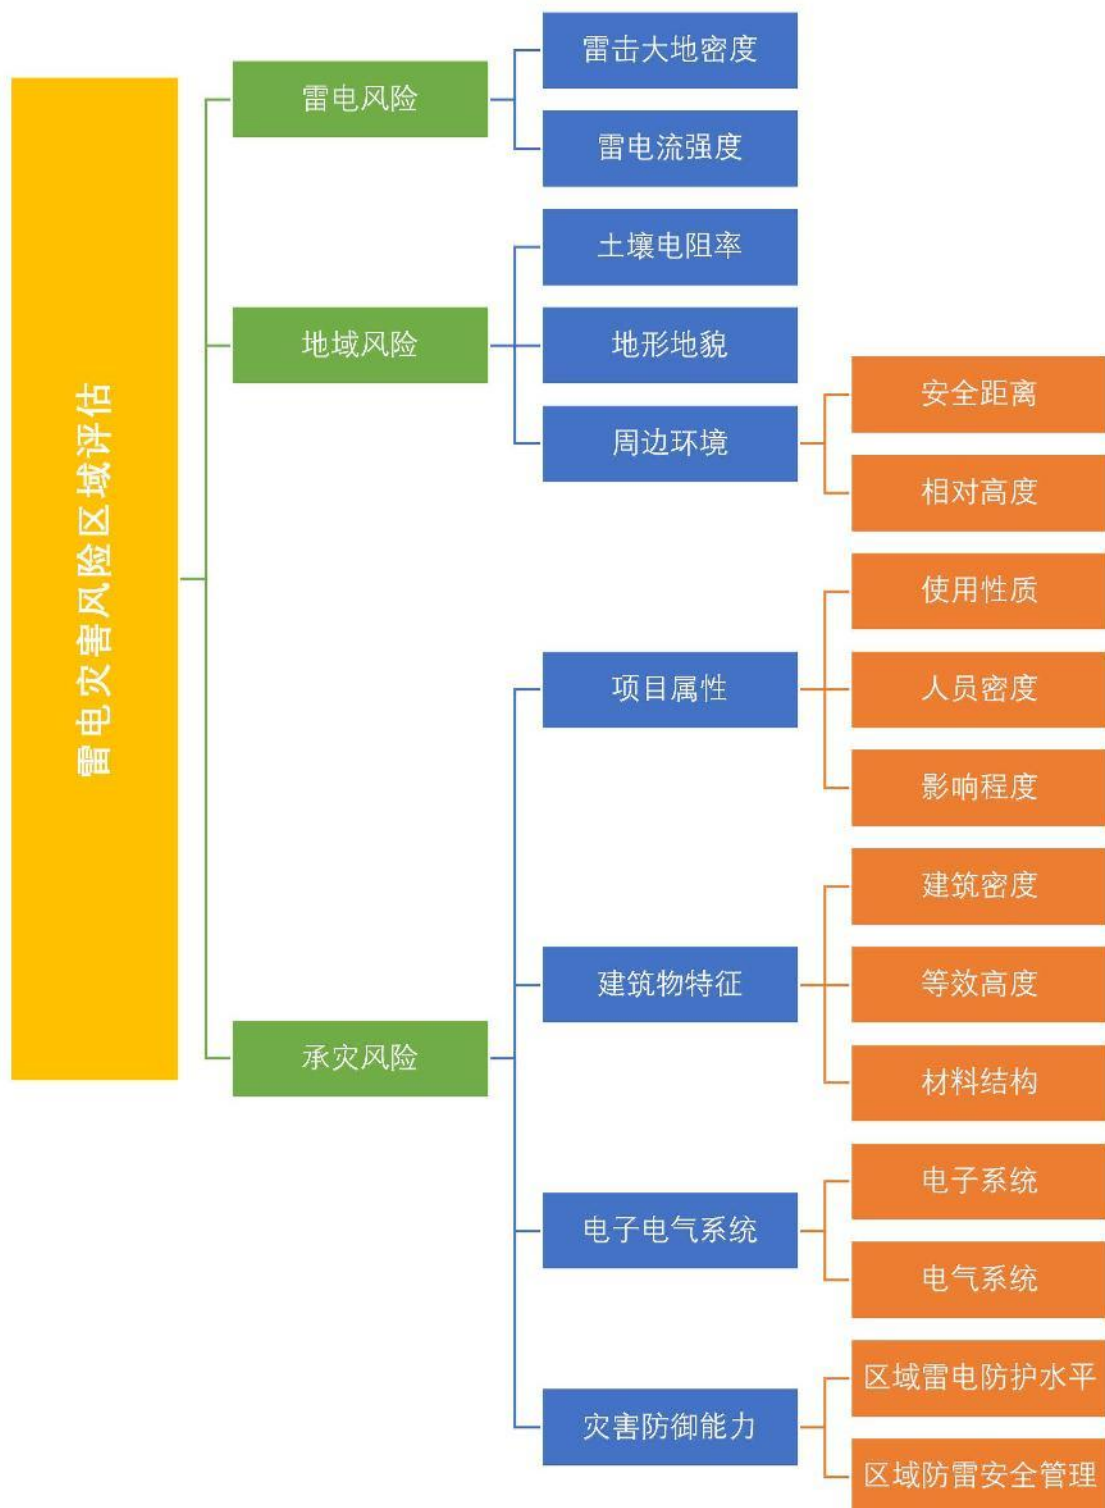 雷电灾害风险区域评估
雷电风险
雷击大地密度
雷电流强度
地域风险
土壤电阻率
地形地貌
周边环境
安全距离
相对高度
承灾风险
项目属性
使用性质
人员密度
影响程度
建筑物特征
建筑密度
等效高度
材料结构
电子电气系统
电子系统
电气系统
灾害防御能力
区域雷电防护水平
区域防雷安全管理